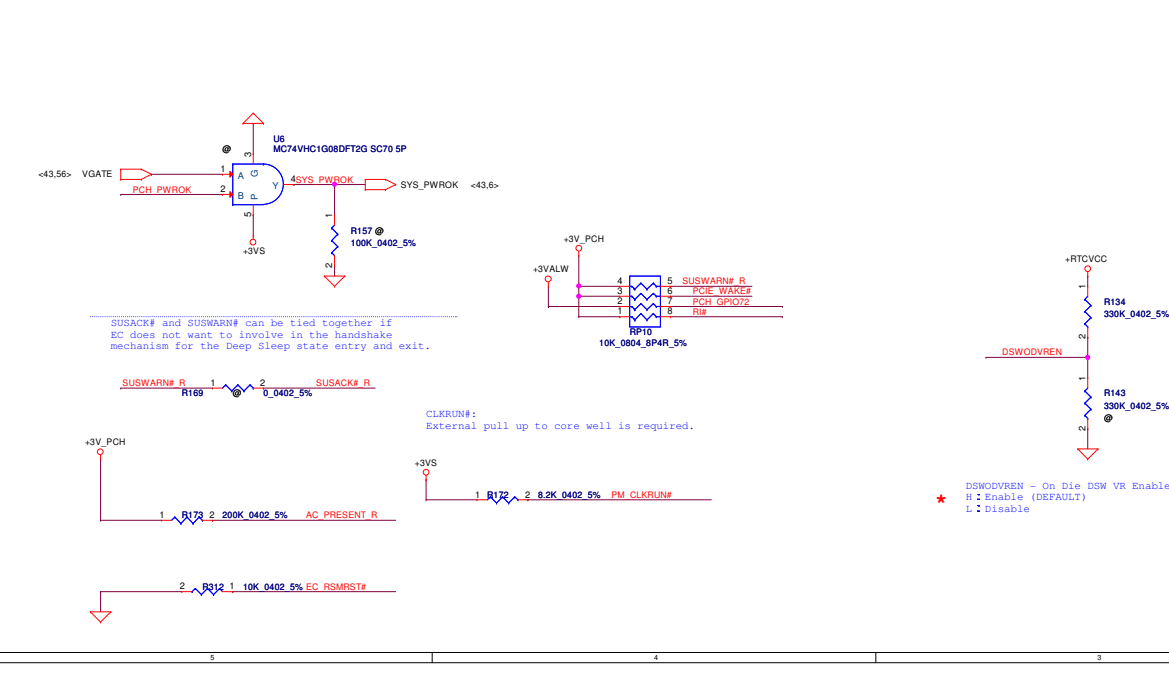 U6
@ MC74VHC1G08DFT2G SC70 5P
3
<43,56> VGATE 1 A G
4 SYS_PWROK
Y
SYS_PWROK <43,6>
PCH_PWROK 2 B P
5
+3VS
1
R157 @
100K_0402_5%
2
+3V_PCH
+3VALW
4 5 SUSWARN#_R
3 6 PCIE_WAKE#
2 7 PCH_GPIO72
1 8 RI#
RP10
10K_0804_8P4R_5%
+RTCVCC
1
R134
330K_0402_5%
2
DSWODVREN
1
R143
330K_0402_5%
@
2
SUSACK# and SUSWARN# can be tied together if
EC does not want to involve in the handshake
mechanism for the Deep Sleep state entry and exit.
SUSWARN#_R 1 2 SUSACK#_R
R169 @ 0_0402_5%
CLKRUN#:
External pull up to core well is required.
+3V_PCH
+3VS
1 R172 2 8.2K_0402_5% PM_CLKRUN#
1 R173 2 200K_0402_5% AC_PRESENT_R
DSWODVREN - On Die DSW VR Enable
H:Enable (DEFAULT)
L:Disable
2 R312 1 10K_0402_5% EC_RSMRST#
5 4 3